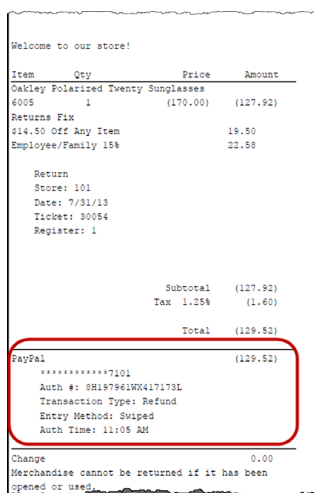 Welcome to our store!
Item Qty Price Amount
Oakley Polarized Twenty Sunglasses
6005 1 (170.00) (127.92)
Returns Fix
$14.50 Off Any Item 19.50
Employee/Family 15% 22.58
Return
Store: 101
Date: 7/31/13
Ticket: 30054
Register: 1
Subtotal (127.92)
Tax 1.25% (1.60)
Total (129.52)
PayPal (129.52)
************7101
Auth #: 8H197961WX417173L
Transaction Type: Refund
Entry Method: Swiped
Auth Time: 11:05 AM
Change 0.00
Merchandise cannot be returned if it has been
opened or used.